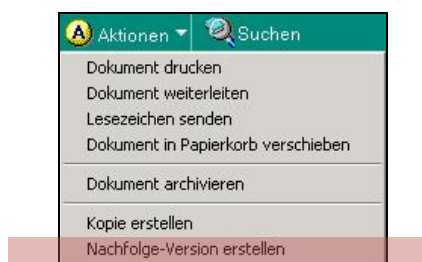 A Aktionen Suchen
Dokument drucken
Dokument weiterleiten
Lesezeichen senden
Dokument in Papierkorb verschieben
Dokument archivieren
Kopie erstellen
Nachfolge-Version erstellen